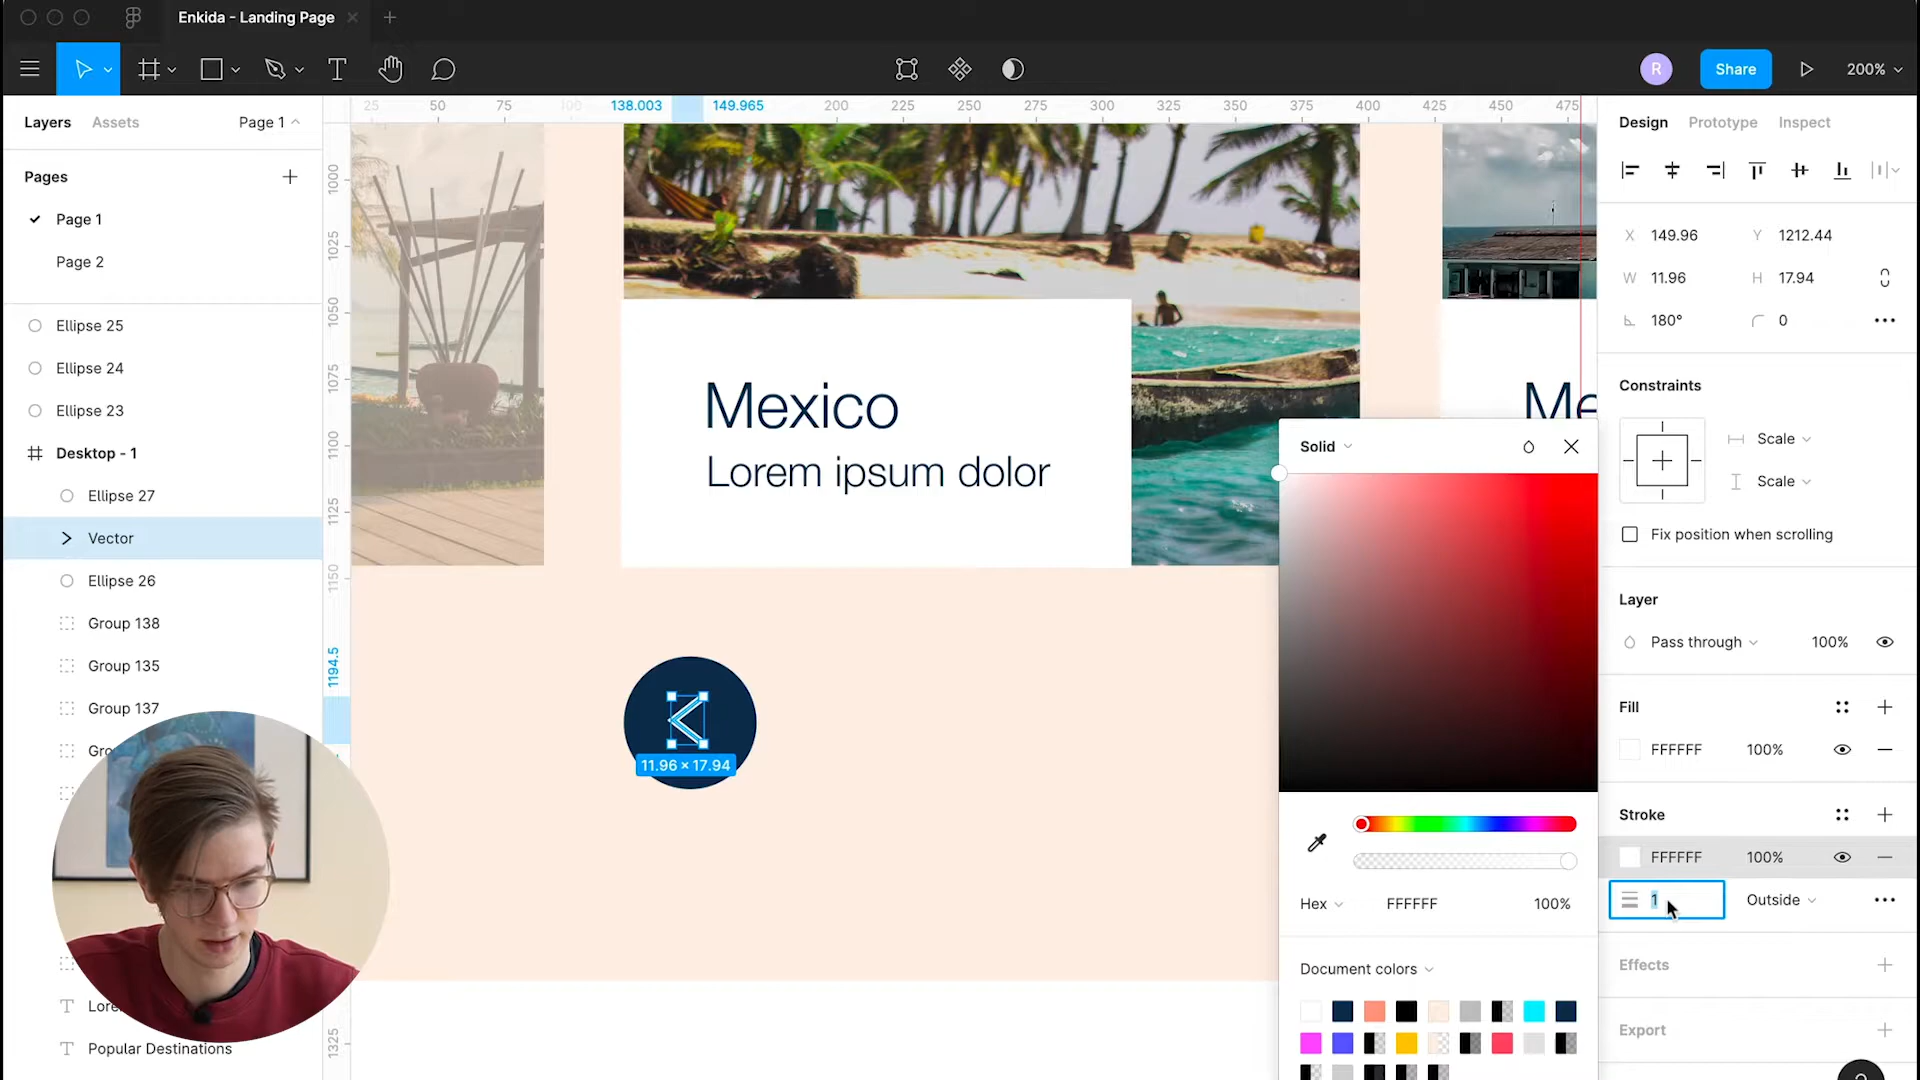 Enkida - Landing Page
R
Share
200%
Layers
Assets
Page 1
Pages
Page 1
Page 2
Ellipse 25
Ellipse 24
Ellipse 23
Desktop - 1
Ellipse 27
Vector
Ellipse 26
Group 138
Group 135
Group 137
Popular Destinations
25
50
75
100
138.003
149.965
200
225
250
275
300
325
350
375
400
425
450
475
1000
1025
1050
1075
1100
1125
1150
1194.5
1325
Mexico
Lorem ipsum dolor
11.96 × 17.94
Me
Solid
Hex
FFFFFF
100%
Document colors
Design
Prototype
Inspect
X 149.96
Y 1212.44
W 11.96
H 17.94
180°
0
Constraints
Scale
Scale
Fix position when scrolling
Layer
Pass through
100%
Fill
FFFFFF
100%
Stroke
FFFFFF
100%
1
Outside
Effects
Export